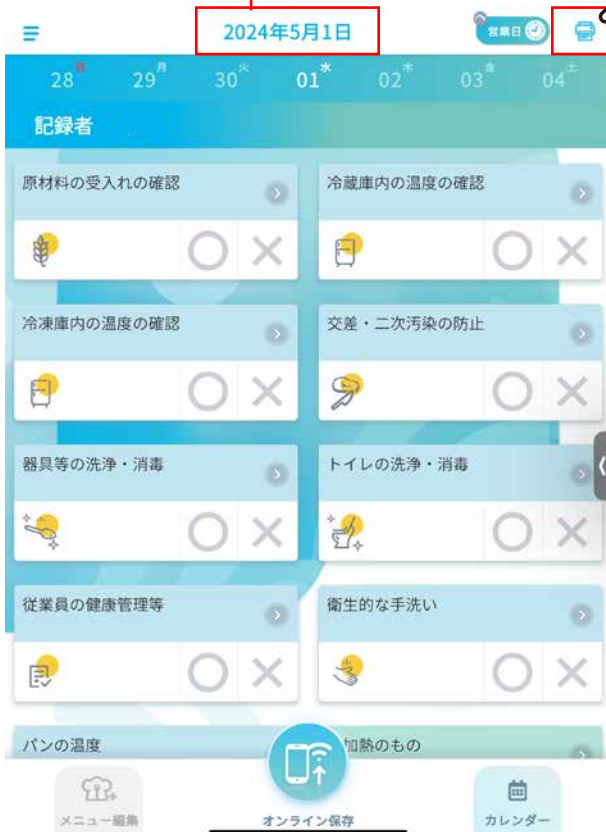 2024年5月1日
営業日
日 月 火 水 木 金 土
28 29 30 01 02 03 04
記録者
原材料の受入れの確認
冷蔵庫内の温度の確認
冷凍庫内の温度の確認
交差・二次汚染の防止
器具等の洗浄・消毒
トイレの洗浄・消毒
従業員の健康管理等
衛生的な手洗い
パンの温度
加熱のもの
メニュー編集
オンライン保存
カレンダー